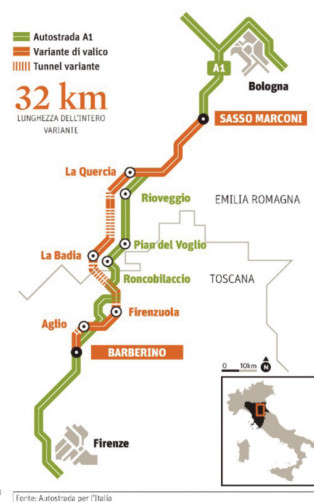 Autostrada A1
Variante di valico
Tunnel variante
32 km
LUNGHEZZA DELL'INTERO
VARIANTE
A1
Bologna
SASSO MARCONI
La Quercia
Rioveggio
EMILIA ROMAGNA
Pian del Voglio
La Badia
Roncobilaccio
TOSCANA
Firenzuola
Aglio
BARBERINO
0 10km N
Firenze
Fonte: Autostrada per l'Italia